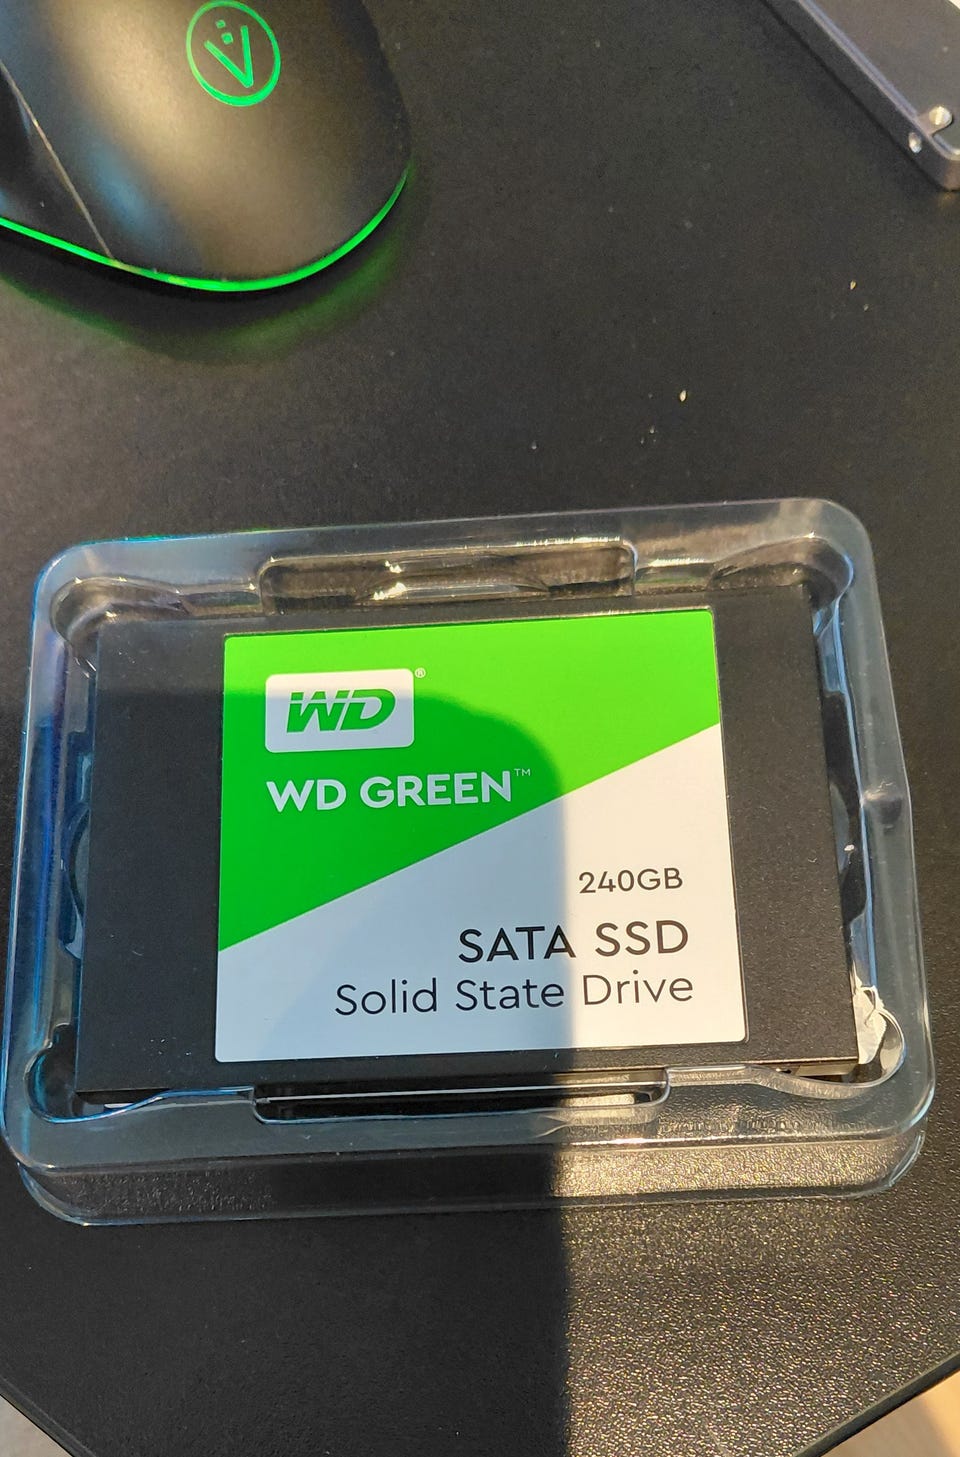 WD®
WD GREEN™
240GB
SATA SSD
Solid State Drive